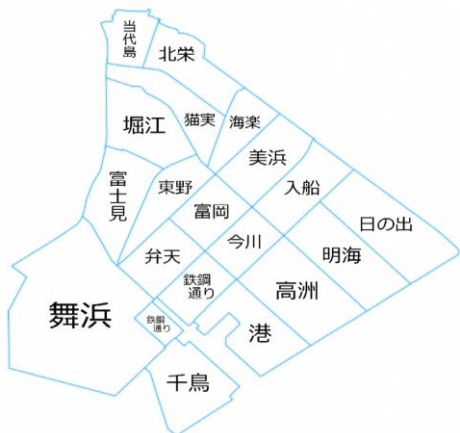 当代島
北栄
堀江
猫実
海楽
美浜
富士見
東野
入船
富岡
日の出
弁天
今川
明海
鉄鋼
通り
高洲
舞浜
鉄鋼
通り
港
千鳥